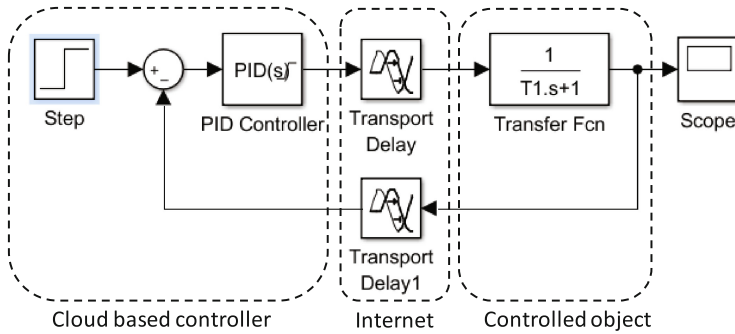 +
−
PID(s)
1
T1.s+1
Step
PID Controller
Transport
Delay
Transfer Fcn
Scope
Transport
Delay1
Cloud based controller
Internet
Controlled object